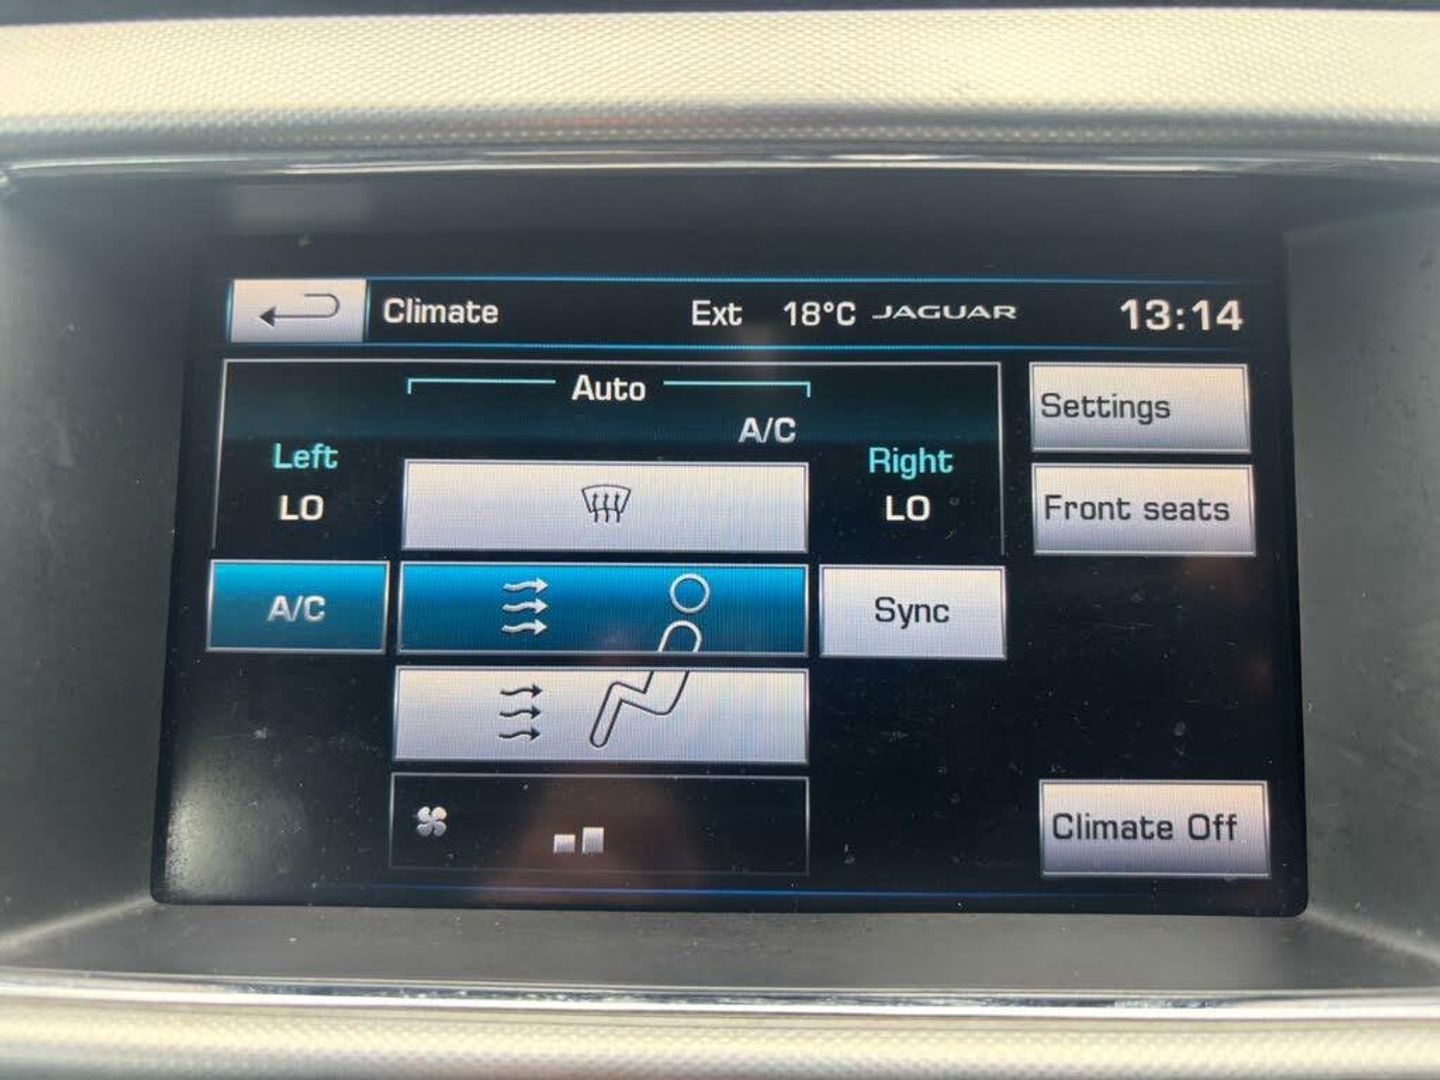 Climate Ext 18°C JAGUAR 13:14
Auto
Settings
A/C
Left
Right
LO
LO
Front seats
A/C
Sync
Climate Off